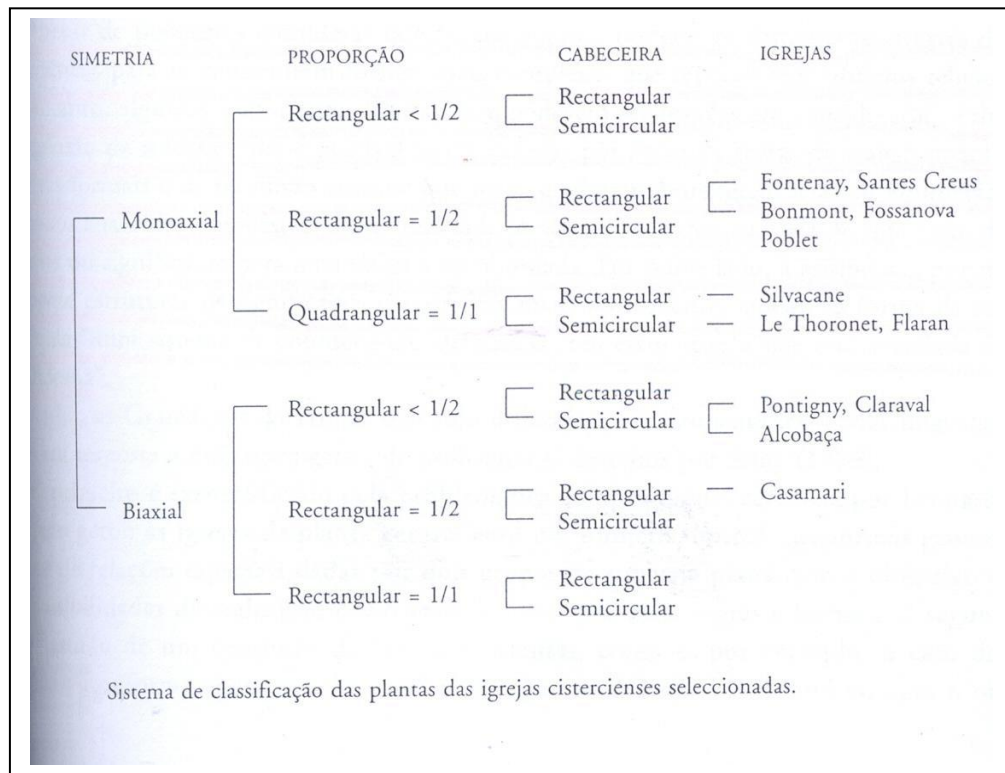 SIMETRIA PROPORÇÃO CABECEIRA IGREJAS
Rectangular < 1/2
Rectangular
Semicircular
Monoaxial
Rectangular = 1/2
Rectangular
Semicircular
Fontenay, Santes Creus
Bonmont, Fossanova
Poblet
Quadrangular = 1/1
Rectangular
Semicircular
Silvacane
Le Thoronet, Flaran
Rectangular < 1/2
Rectangular
Semicircular
Pontigny, Claraval
Alcobaça
Biaxial
Rectangular = 1/2
Rectangular
Semicircular
Casamari
Rectangular = 1/1
Rectangular
Semicircular
Sistema de classificação das plantas das igrejas cistercienses seleccionadas.